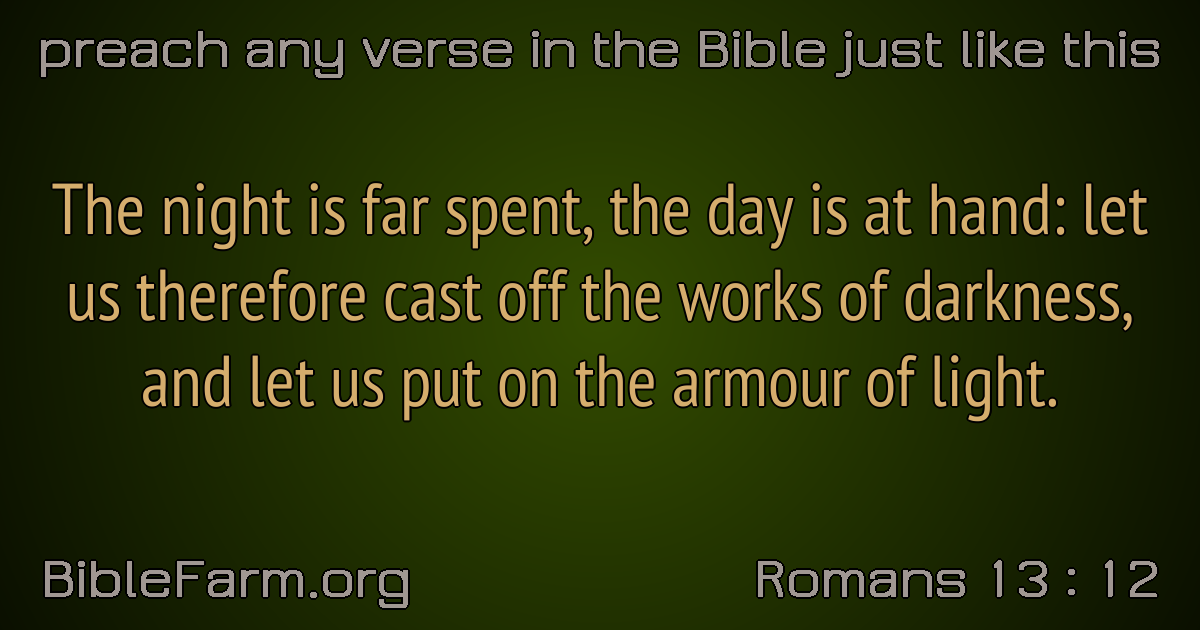 preach any verse in the Bible just like this
The night is far spent, the day is at hand: let
us therefore cast off the works of darkness,
and let us put on the armour of light.
BibleFarm.org
Romans 13 : 12